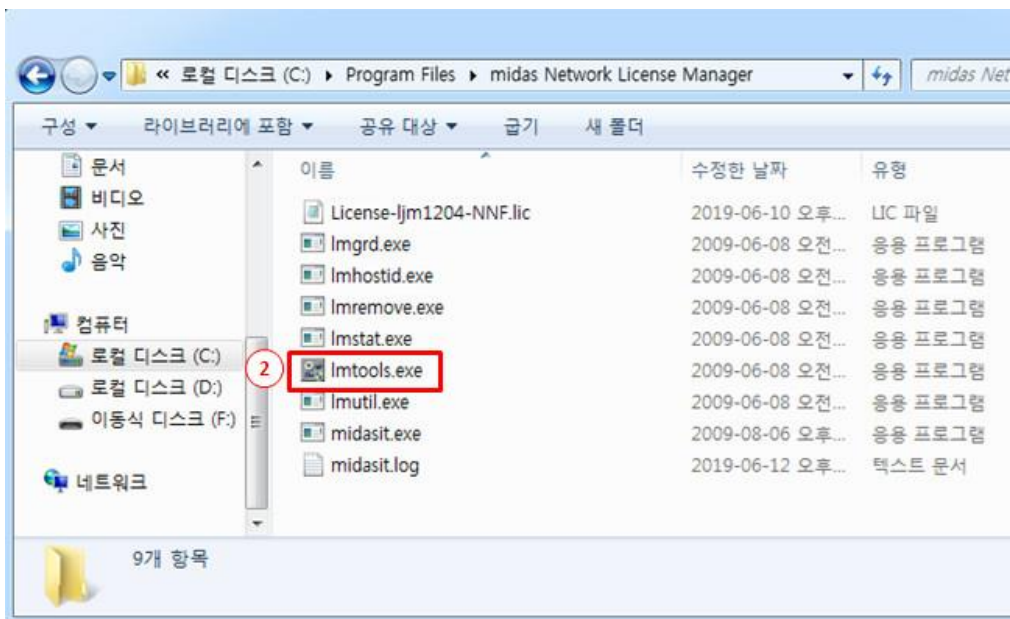 « 로컬 디스크 (C:) ▸ Program Files ▸ midas Network License Manager
midas Net
구성 ▾ 라이브러리에 포함 ▾ 공유 대상 ▾ 굽기 새 폴더
문서
비디오
사진
음악
컴퓨터
로컬 디스크 (C:)
로컬 디스크 (D:)
이동식 디스크 (F:)
네트워크
이름 수정한 날짜 유형
License-ljm1204-NNF.lic 2019-06-10 오후... LIC 파일
lmgrd.exe 2009-06-08 오전... 응용 프로그램
lmhostid.exe 2009-06-08 오전... 응용 프로그램
lmremove.exe 2009-06-08 오전... 응용 프로그램
lmstat.exe 2009-06-08 오전... 응용 프로그램
2 lmtools.exe 2009-06-08 오전... 응용 프로그램
lmutil.exe 2009-06-08 오전... 응용 프로그램
midasit.exe 2009-08-06 오후... 응용 프로그램
midasit.log 2019-06-12 오후... 텍스트 문서
9개 항목